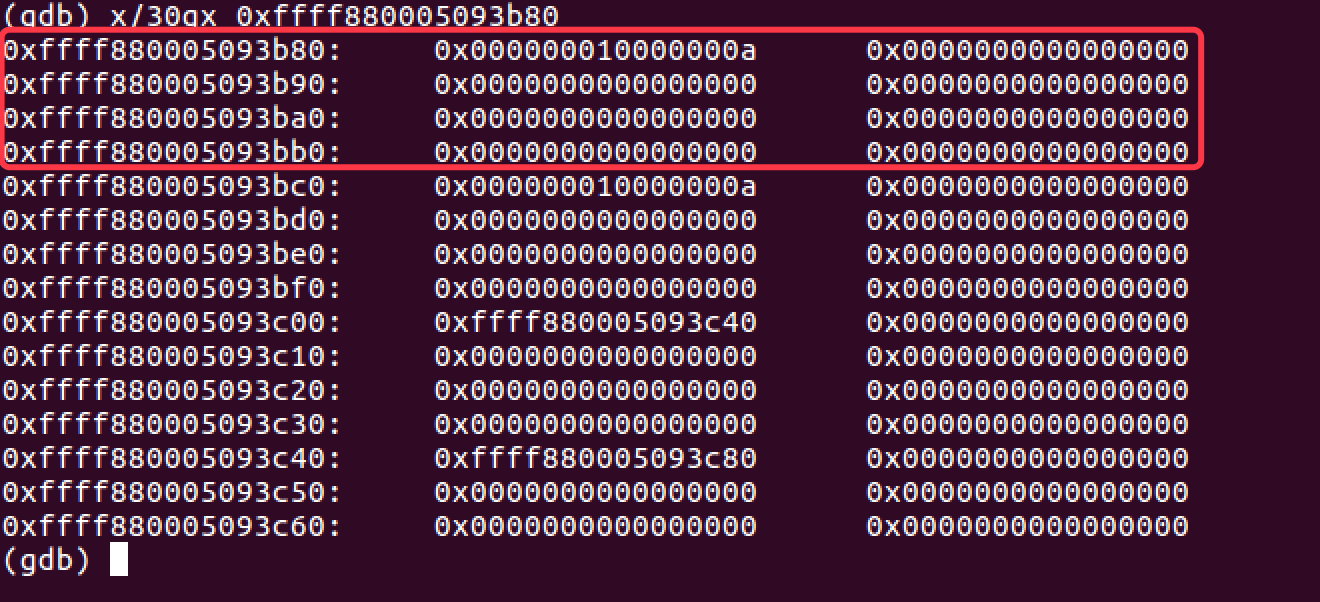 (gdb) x/30gx 0xffff880005093b80
0xffff880005093b80: 0x000000010000000a 0x0000000000000000
0xffff880005093b90: 0x0000000000000000 0x0000000000000000
0xffff880005093ba0: 0x0000000000000000 0x0000000000000000
0xffff880005093bb0: 0x0000000000000000 0x0000000000000000
0xffff880005093bc0: 0x000000010000000a 0x0000000000000000
0xffff880005093bd0: 0x0000000000000000 0x0000000000000000
0xffff880005093be0: 0x0000000000000000 0x0000000000000000
0xffff880005093bf0: 0x0000000000000000 0x0000000000000000
0xffff880005093c00: 0xffff880005093c40 0x0000000000000000
0xffff880005093c10: 0x0000000000000000 0x0000000000000000
0xffff880005093c20: 0x0000000000000000 0x0000000000000000
0xffff880005093c30: 0x0000000000000000 0x0000000000000000
0xffff880005093c40: 0xffff880005093c80 0x0000000000000000
0xffff880005093c50: 0x0000000000000000 0x0000000000000000
0xffff880005093c60: 0x0000000000000000 0x0000000000000000
(gdb)